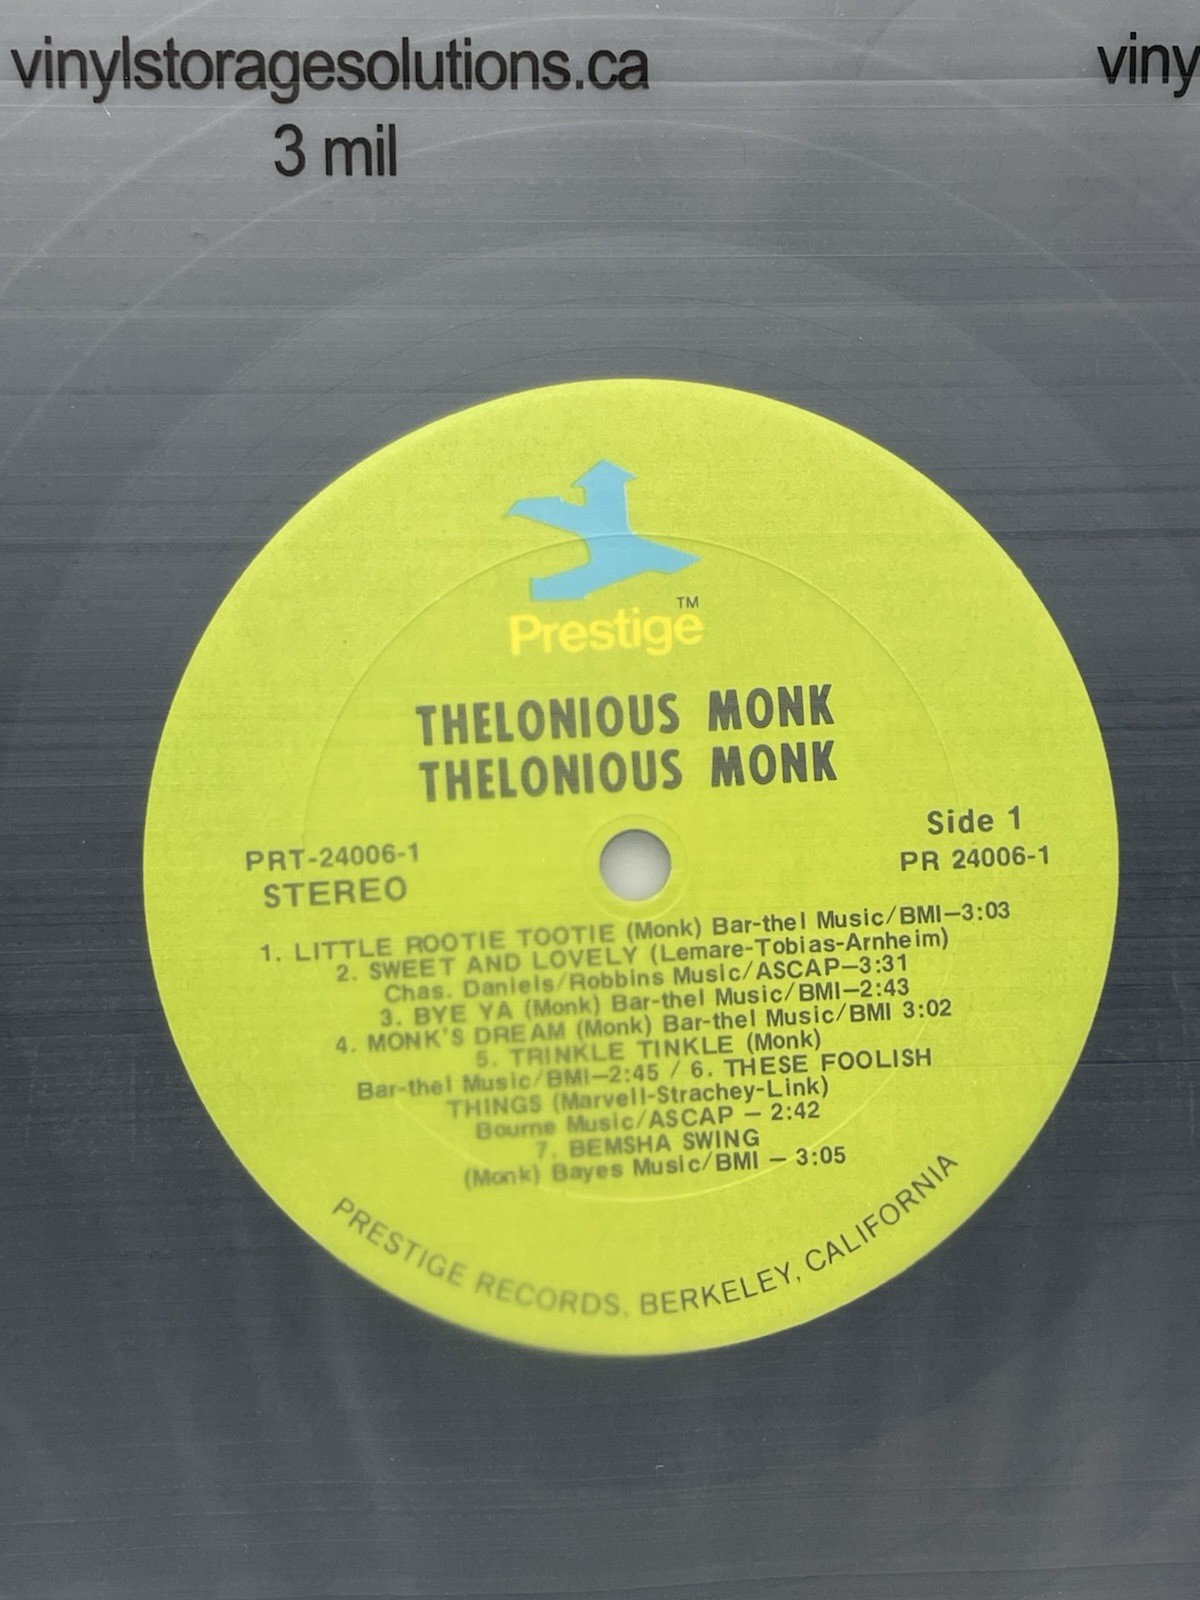 vinylstoragesolutions.ca
viny
3 mil
TM
Prestige
THELONIOUS MONK
THELONIOUS MONK
Side 1
PRT-24006-1
PR 24006-1
STEREO
1. LITTLE ROOTIE TOOTIE (Monk) Bar-thel Music/BMI—3:03
2. SWEET AND LOVELY (Lemare-Tobias-Arnheim)
Chas. Daniels/Robbins Music/ASCAP—3:31
3. BYE YA (Monk) Bar-thel Music/BMI—2:43
4. MONK'S DREAM (Monk) Bar-thel Music/BMI 3:02
5. TRINKLE TINKLE (Monk)
Bar-thel Music/BMI—2:45 / 6. THESE FOOLISH
THINGS (Marvell-Strachey-Link)
Bourne Music/ASCAP — 2:42
7. BEMSHA SWING
(Monk) Bayes Music/BMI — 3:05
PRESTIGE RECORDS, BERKELEY, CALIFORNIA